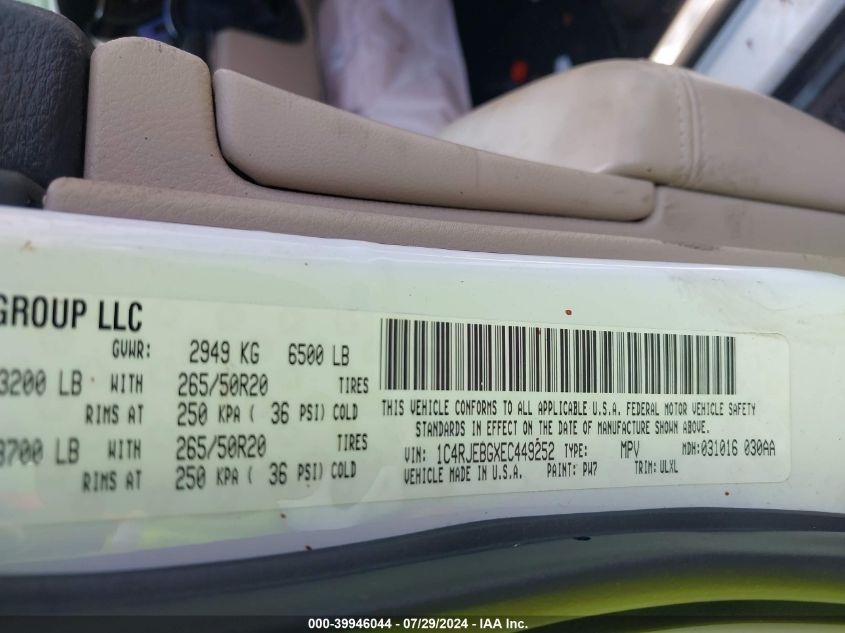 GROUP LLC
GVWR: 2949 KG 6500 LB
3200 LB WITH 265/50R20 TIRES
RIMS AT 250 KPA ( 36 PSI) COLD
3700 LB WITH 265/50R20 TIRES
RIMS AT 250 KPA ( 36 PSI) COLD
THIS VEHICLE CONFORMS TO ALL APPLICABLE U.S.A. FEDERAL MOTOR VEHICLE SAFETY
STANDARDS IN EFFECT ON THE DATE OF MANUFACTURE SHOWN ABOVE.
VIN: 1C4RJEBGXEC449252 TYPE: MPV MDH: 031016 030AA
VEHICLE MADE IN U.S.A. PAINT: PW7 TRIM: ULXL
000-39946044 / 07/29/2024 - IAA Inc.